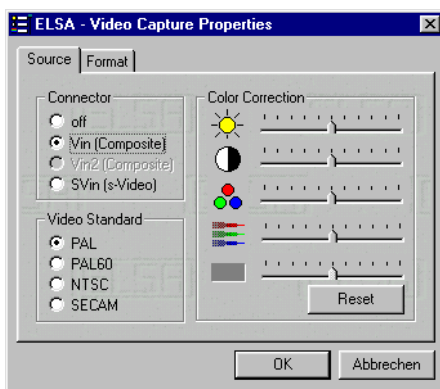 ELSA - Video Capture Properties
Source
Format
Connector
off
Vin (Composite)
Vin2 (Composite)
SVin (s-Video)
Video Standard
PAL
PAL60
NTSC
SECAM
Color Correction
Reset
OK
Abbrechen